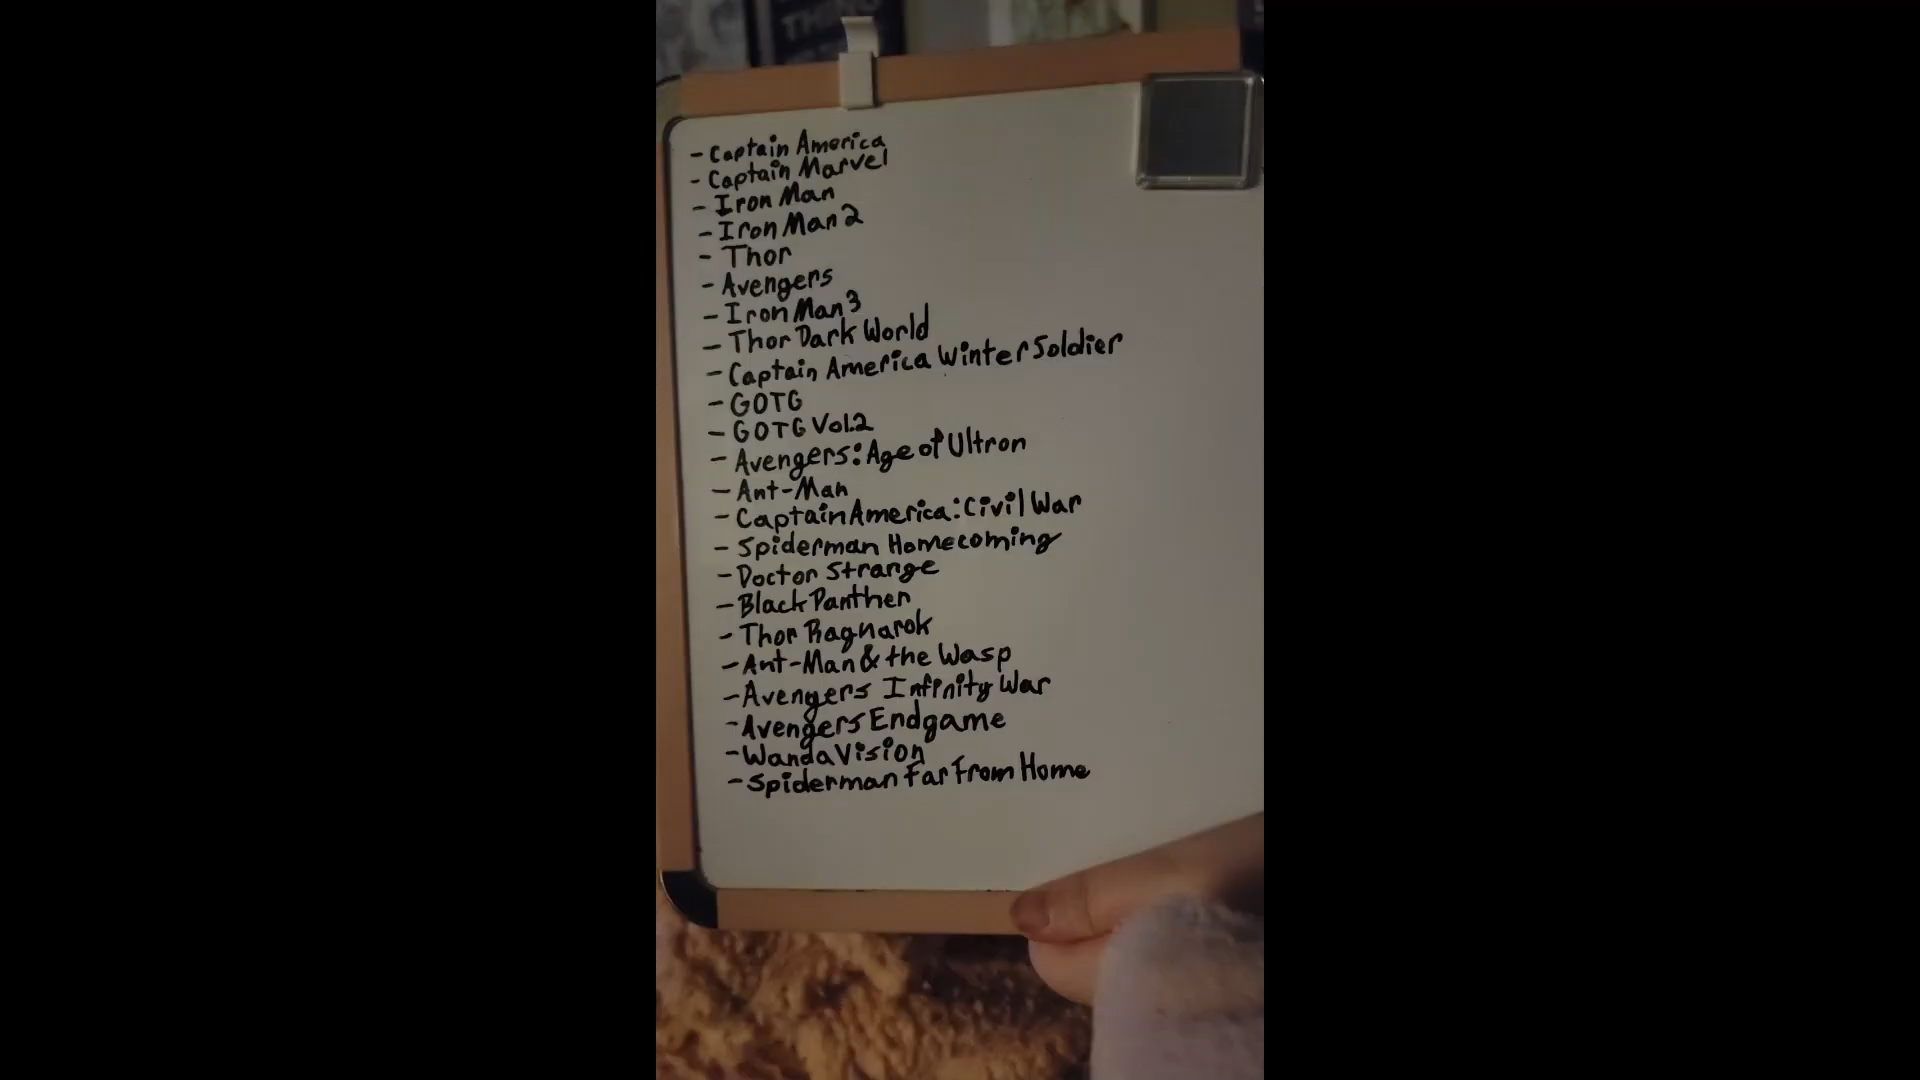 THING
- Captain America
- Captain Marvel
- Iron Man
- Iron Man 2
- Thor
- Avengers
- Iron Man 3
- Thor Dark World
- Captain America Winter Soldier
- GOTG
- GOTG Vol.2
- Avengers: Age of Ultron
- Ant-Man
- Captain America: Civil War
- Spiderman Homecoming
- Doctor Strange
- Black Panther
- Thor Ragnarok
- Ant-Man & the Wasp
- Avengers Infinity War
- Avengers Endgame
- WandaVision
- Spiderman Far From Home